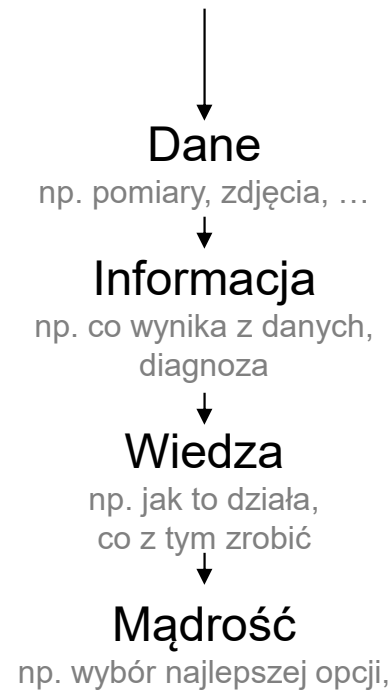 Dane
np. pomiary, zdjęcia, …
Informacja
np. co wynika z danych,
diagnoza
Wiedza
np. jak to działa,
co z tym zrobić
Mądrość
np. wybór najlepszej opcji,